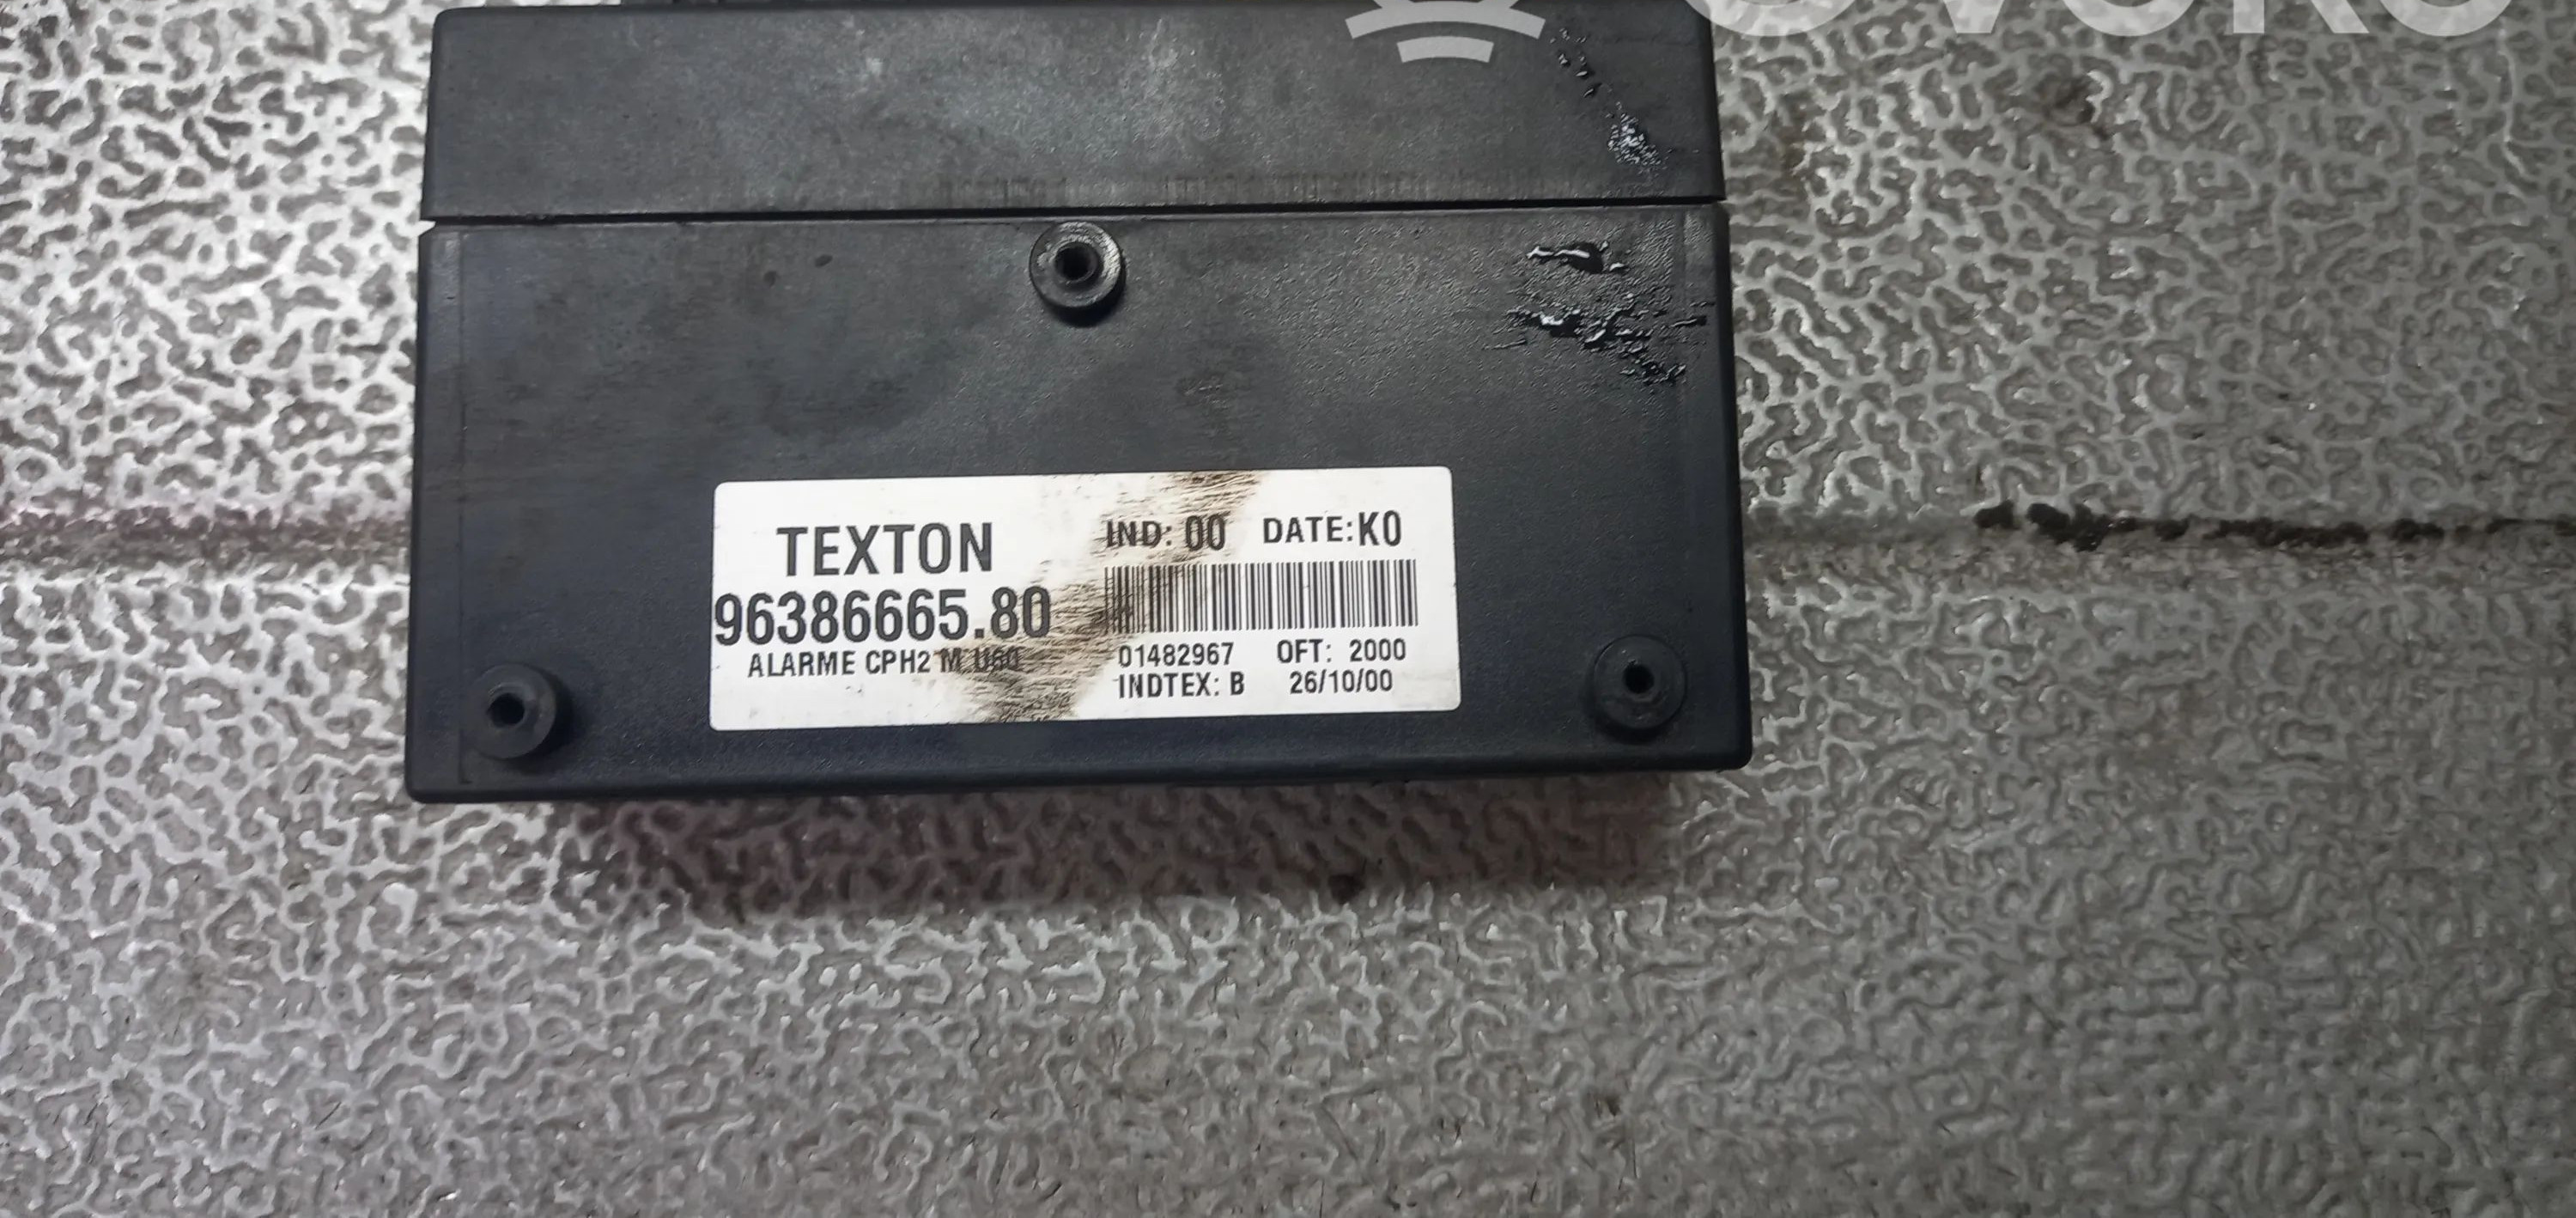 TEXTON
96386665.80
ALARME CPH2 M U60
IND: 00 DATE: K0
01482967 OFT: 2000
INDTEX: B 26/10/00